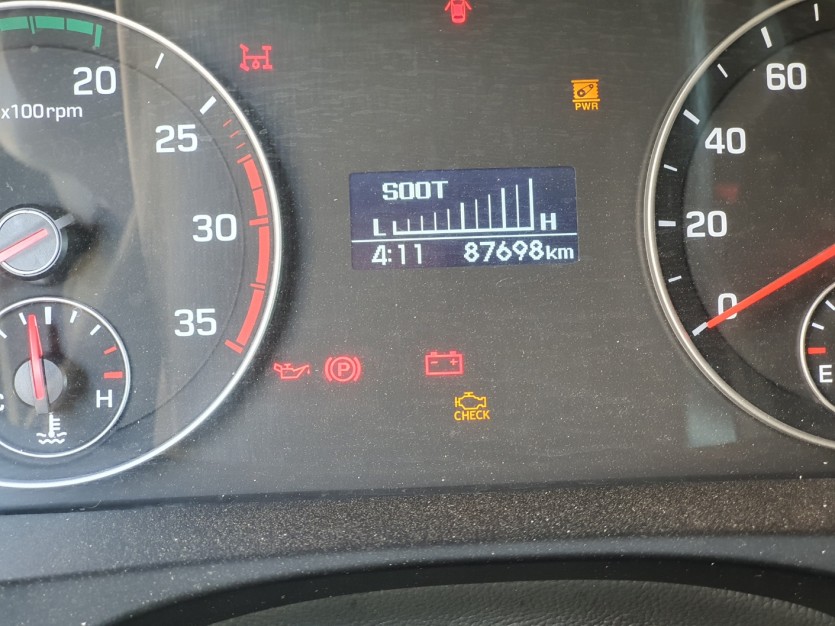 20
x100rpm
25
30
35
C
H
PWR
SOOT
L H
4:11 87698km
P
CHECK
60
40
20
0
E